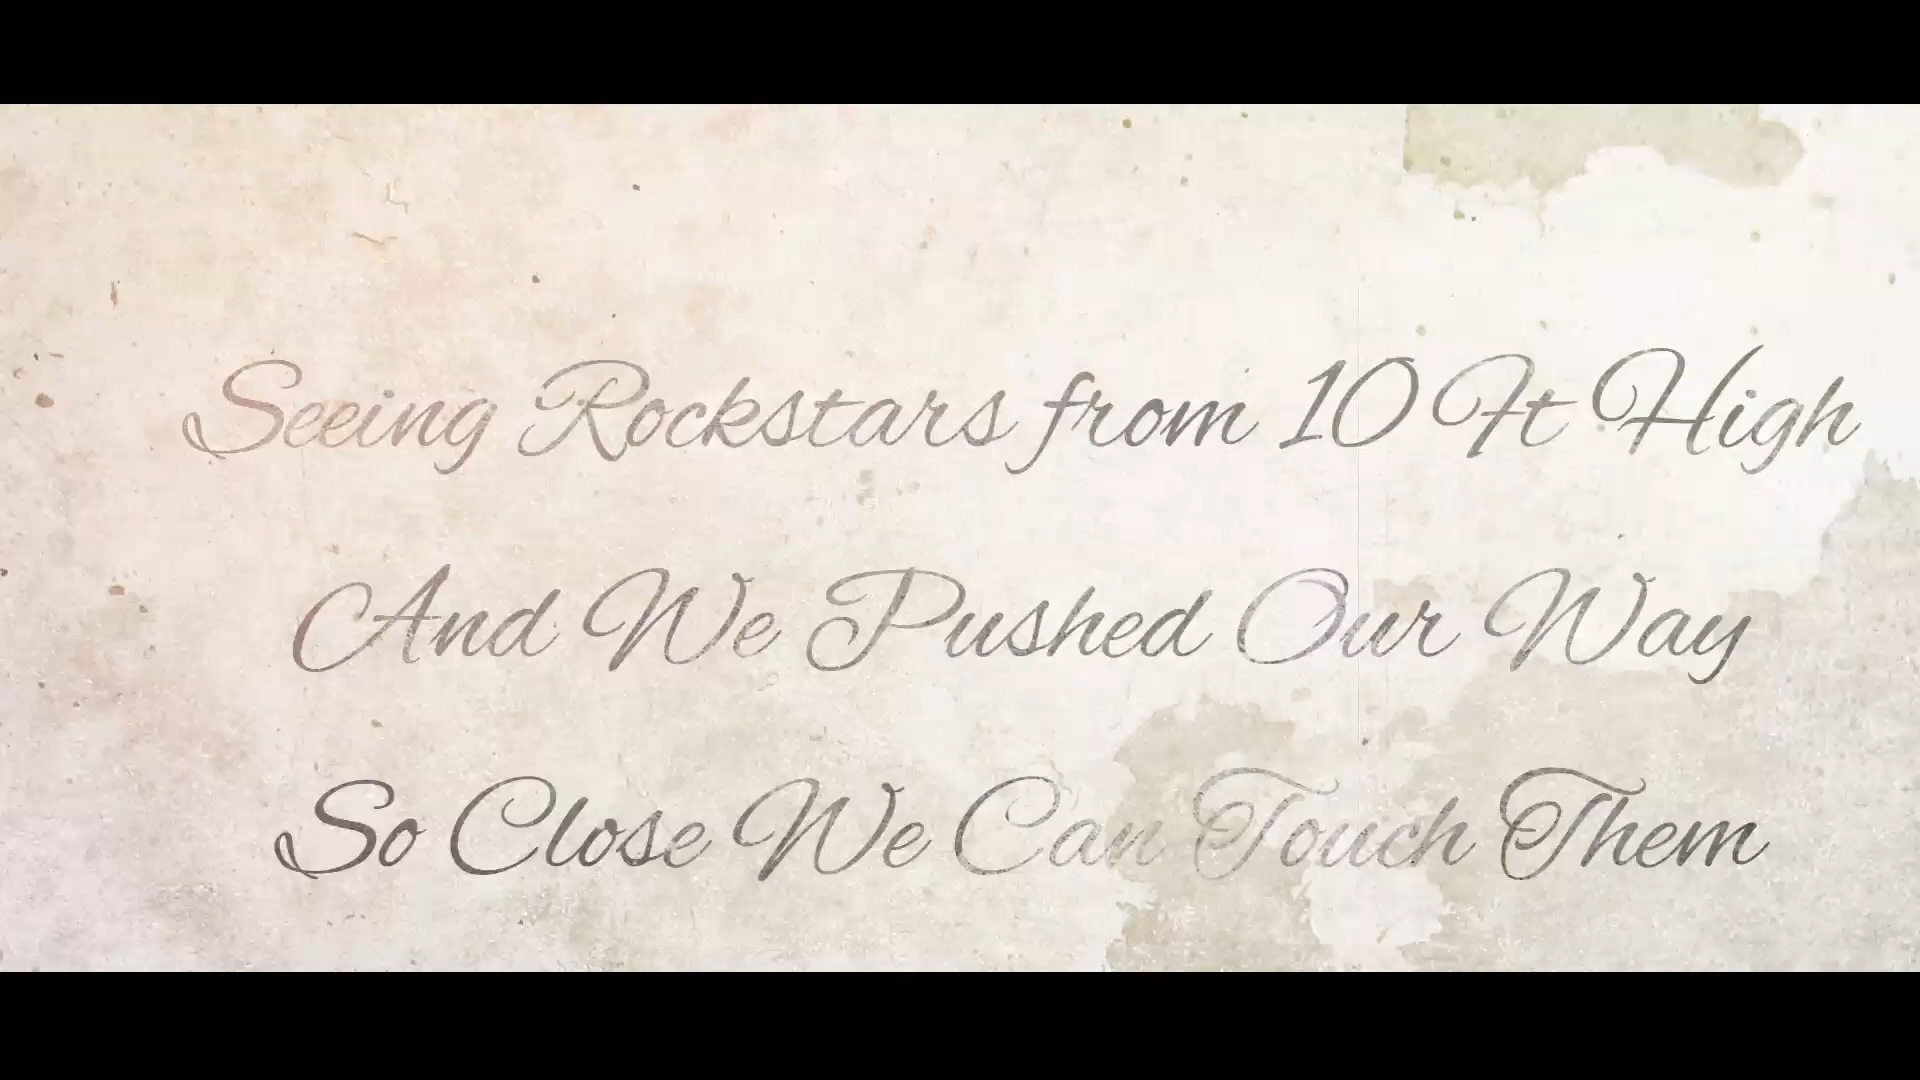 Seeing Rockstars from 10 Ft High
And We Pushed Our Way
So Close We Can Touch Them